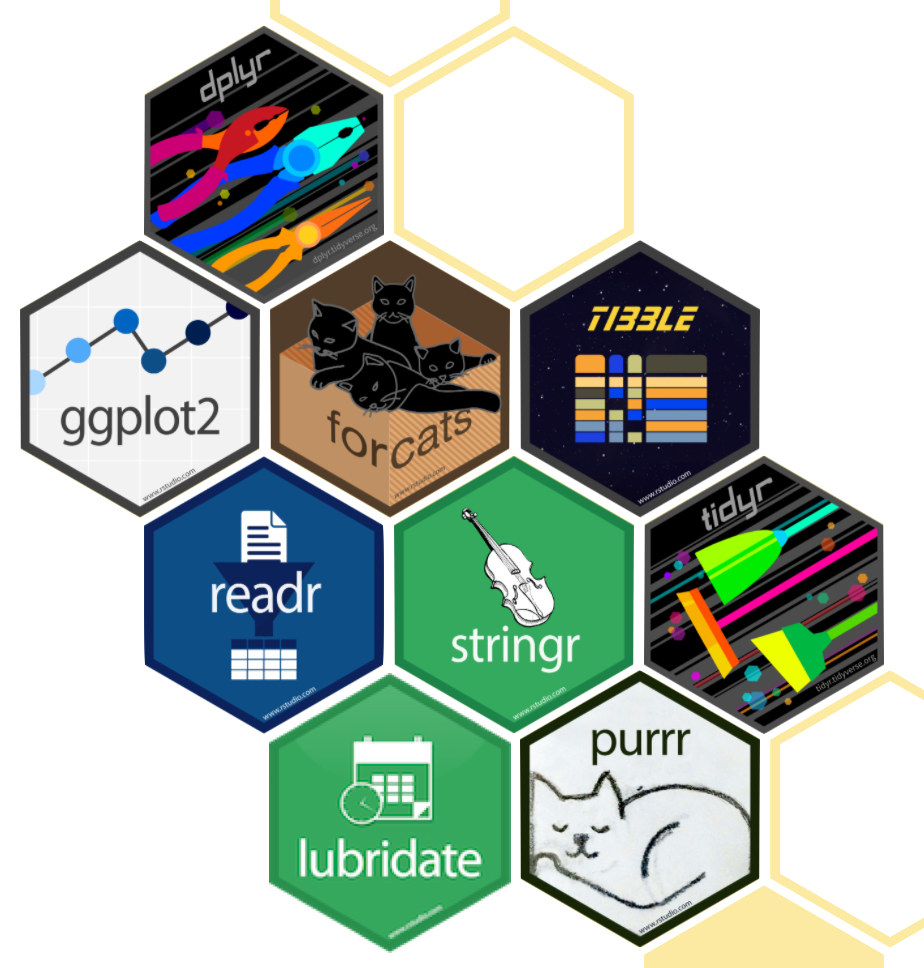 dplyr
dplyr.tidyverse.org
ggplot2
www.rstudio.com
forcats
www.rstudio.com
TIBBLE
www.rstudio.com
readr
www.rstudio.com
stringr
www.rstudio.com
tidyr
tidyr.tidyverse.org
lubridate
www.rstudio.com
purrr
www.rstudio.com